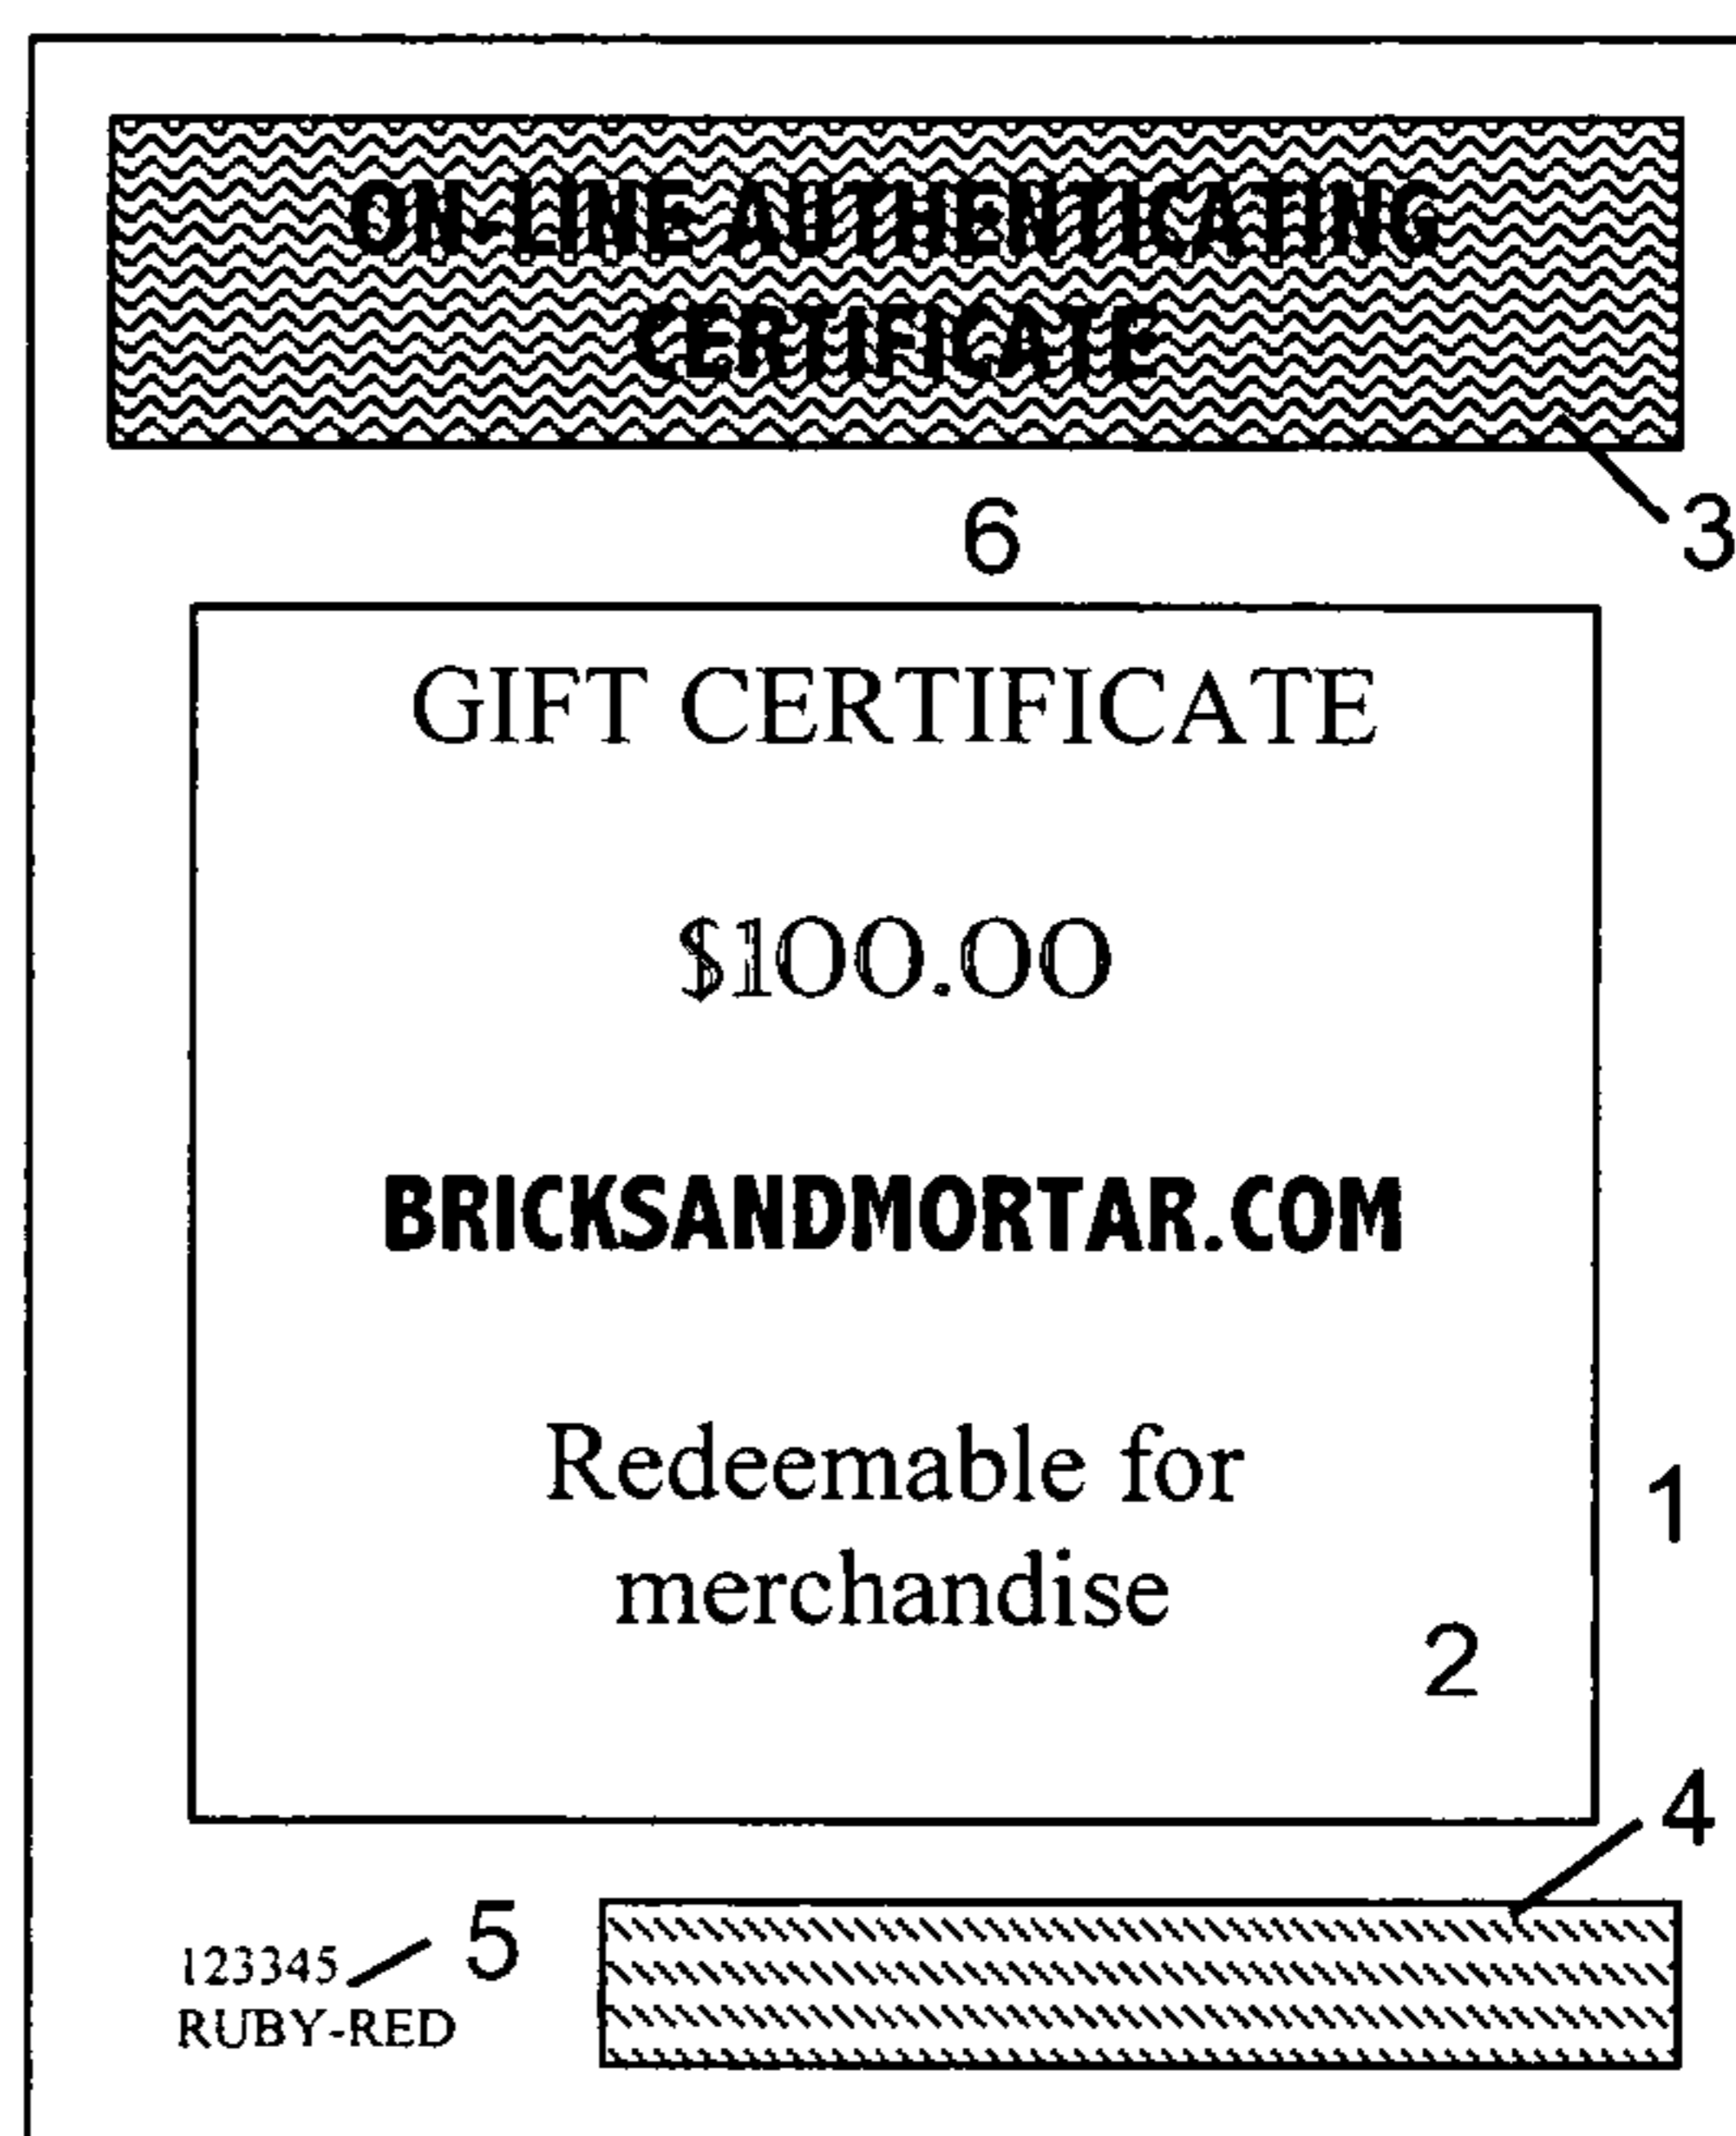 ON-LINE AUTHENTICATING
CERTIFICATE
3
6
GIFT CERTIFICATE
$100.00
BRICKSANDMORTAR.COM
Redeemable for
merchandise
1
2
4
5
123345
RUBY-RED